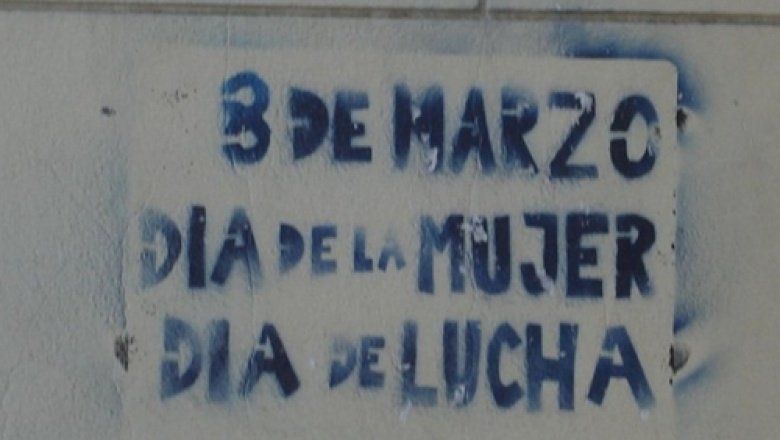 8 DE MARZO
DIA DE LA MUJER
DIA DE LUCHA